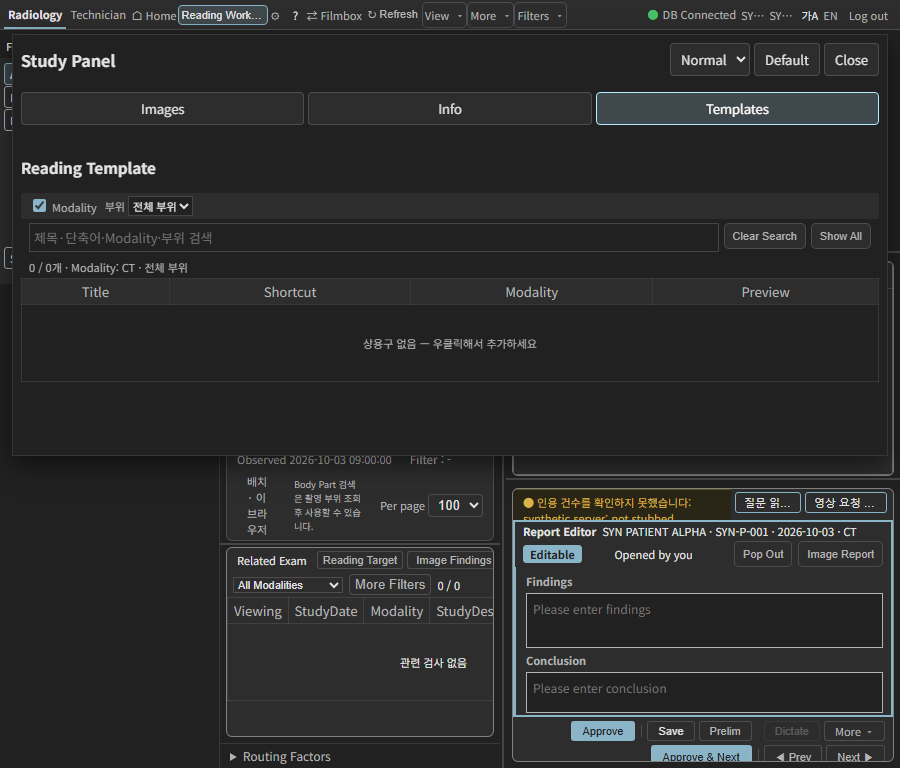 Radiology Technician Home Reading Work... ? Filmbox Refresh View More Filters DB Connected SY... SY... 가A EN Log out
Study Panel
Normal Default Close
Images Info Templates
Reading Template
Modality 부위 전체 부위
제목·단축어·Modality·부위 검색 Clear Search Show All
0 / 0개 · Modality: CT · 전체 부위
Title Shortcut Modality Preview
상용구 없음 — 우클릭해서 추가하세요
Observed 2026-10-03 09:00:00 Filter : -
배치
· 이
브라
우저
Body Part 검색
은 촬영 부위 조회
후 사용할 수 있습
니다.
Per page 100
Related Exam Reading Target Image Findings
All Modalities More Filters 0 / 0
Viewing StudyDate Modality StudyDes
관련 검사 없음
Routing Factors
인용 건수를 확인하지 못했습니다:
synthetic server: not stubbed
질문 읽... 영상 요청 ...
Report Editor SYN PATIENT ALPHA · SYN-P-001 · 2026-10-03 · CT
Editable Opened by you Pop Out Image Report
Findings
Please enter findings
Conclusion
Please enter conclusion
Approve Save Prelim Dictate More
Approve & Next Prev Next